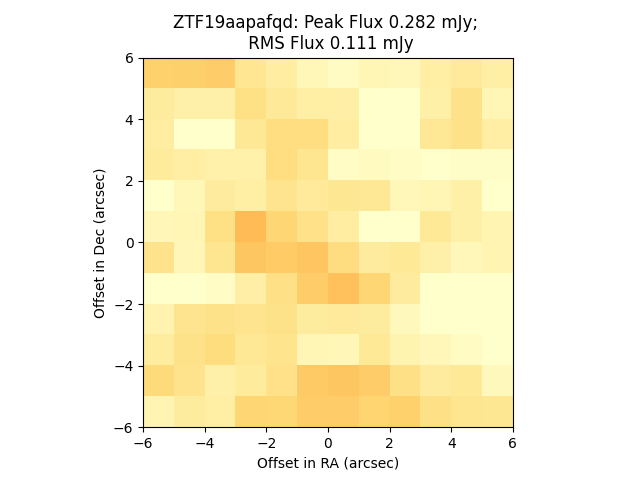 ZTF19aapafqd: Peak Flux 0.282 mJy;
RMS Flux 0.111 mJy
6
4
2
0
−2
−4
−6
Offset in Dec (arcsec)
−6 −4 −2 0 2 4 6
Offset in RA (arcsec)